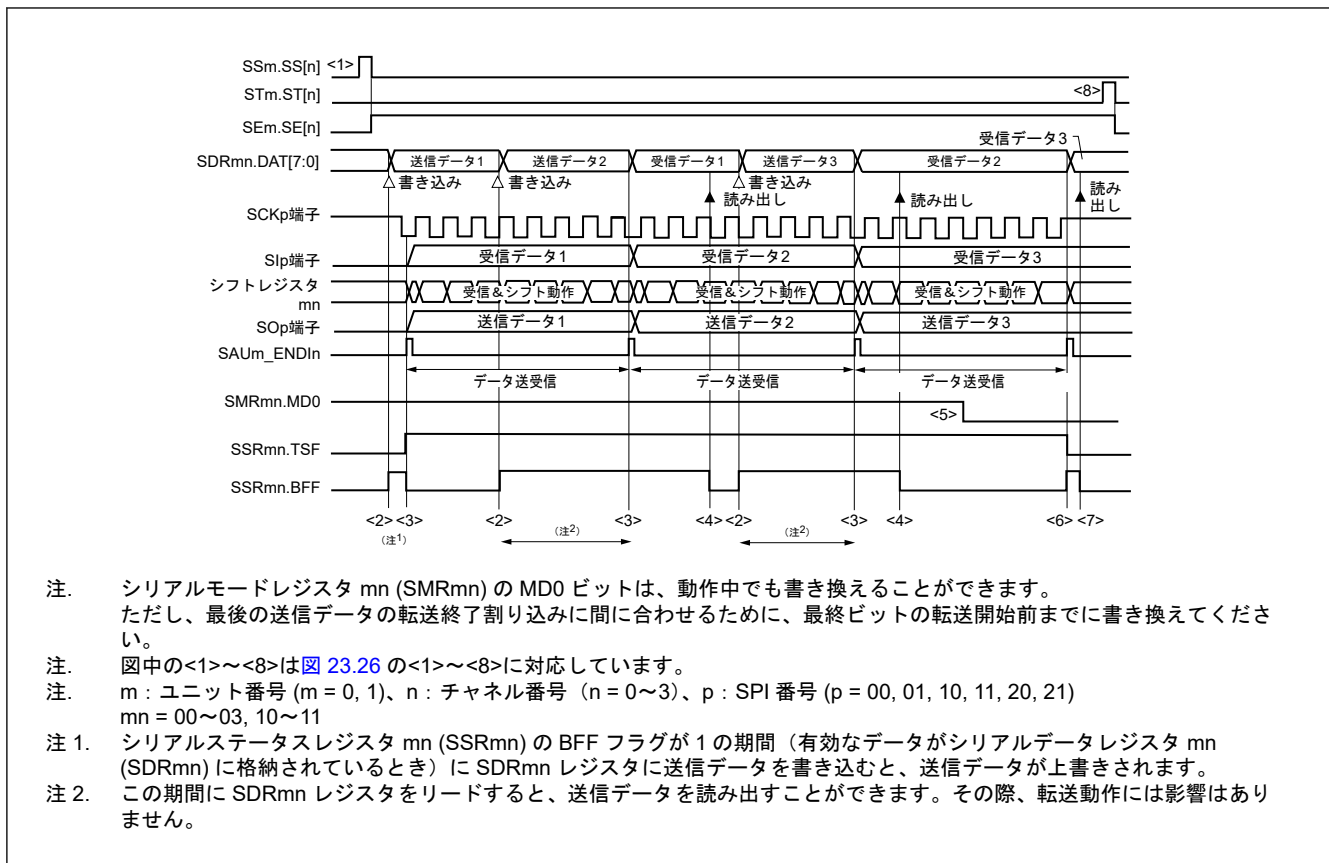 SSm.SS[n] <1>
STm.ST[n] <8>
SEm.SE[n]
受信データ3
SDRmn.DAT[7:0] 送信データ1 送信データ2 受信データ1 送信データ3 受信データ2
書き込み 書き込み 読み出し 書き込み 読み出し 読み出し
SCKp端子
SIp端子 受信データ1 受信データ2 受信データ3
シフトレジスタ mn 受信&シフト動作 受信&シフト動作 受信&シフト動作
SOp端子 送信データ1 送信データ2 送信データ3
SAUm_ENDIn
データ送受信 データ送受信 データ送受信
SMRmn.MD0 <5>
SSRmn.TSF
SSRmn.BFF
<2> <3> <2> <3> <4> <2> <3> <4> <6> <7>
(注1) (注2) (注2)
注. シリアルモードレジスタ mn (SMRmn) の MD0 ビットは、動作中でも書き換えることができます。
ただし、最後の送信データの転送終了割り込みに間に合わせるために、最終ビットの転送開始前までに書き換えてくださ
い。
注. 図中の<1>～<8>は図 23.26 の<1>～<8>に対応しています。
注. m：ユニット番号 (m = 0, 1)、n：チャネル番号（n = 0～3）、p：SPI 番号 (p = 00, 01, 10, 11, 20, 21)
mn = 00～03, 10～11
注 1. シリアルステータスレジスタ mn (SSRmn) の BFF フラグが 1 の期間（有効なデータがシリアルデータレジスタ mn
(SDRmn) に格納されているとき）に SDRmn レジスタに送信データを書き込むと、送信データが上書きされます。
注 2. この期間に SDRmn レジスタをリードすると、送信データを読み出すことができます。その際、転送動作には影響はあり
ません。